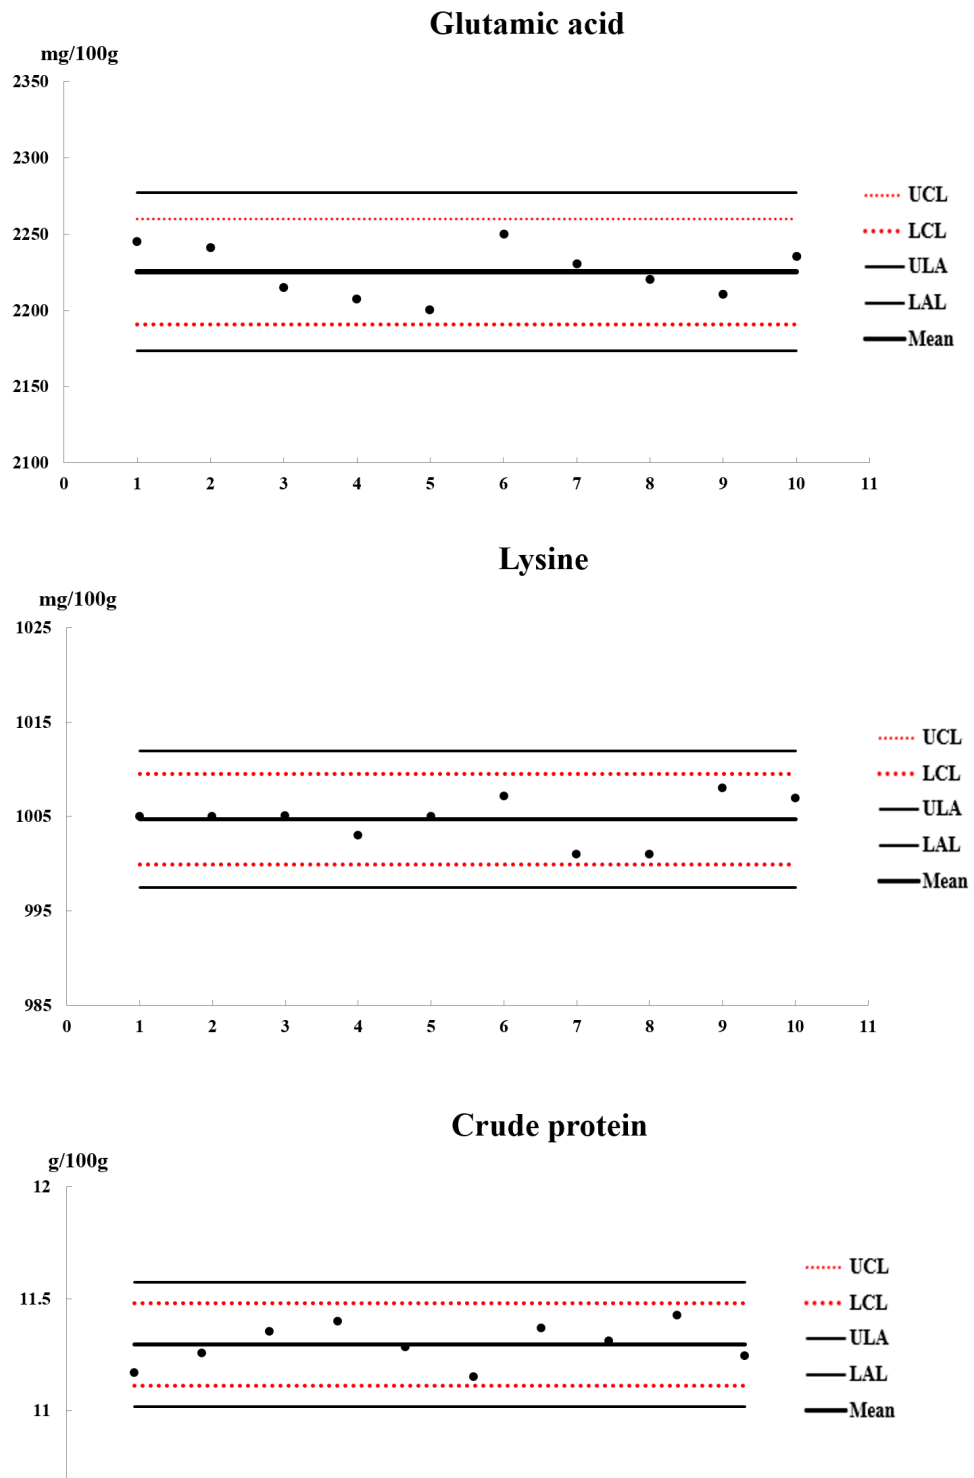 Glutamic acid
mg/100g
2350
2300
2250
2200
2150
2100
0 1 2 3 4 5 6 7 8 9 10 11
UCL
LCL
ULA
LAL
Mean
Lysine
mg/100g
1025
1015
1005
995
985
0 1 2 3 4 5 6 7 8 9 10 11
UCL
LCL
ULA
LAL
Mean
Crude protein
g/100g
12
11.5
11
UCL
LCL
ULA
LAL
Mean